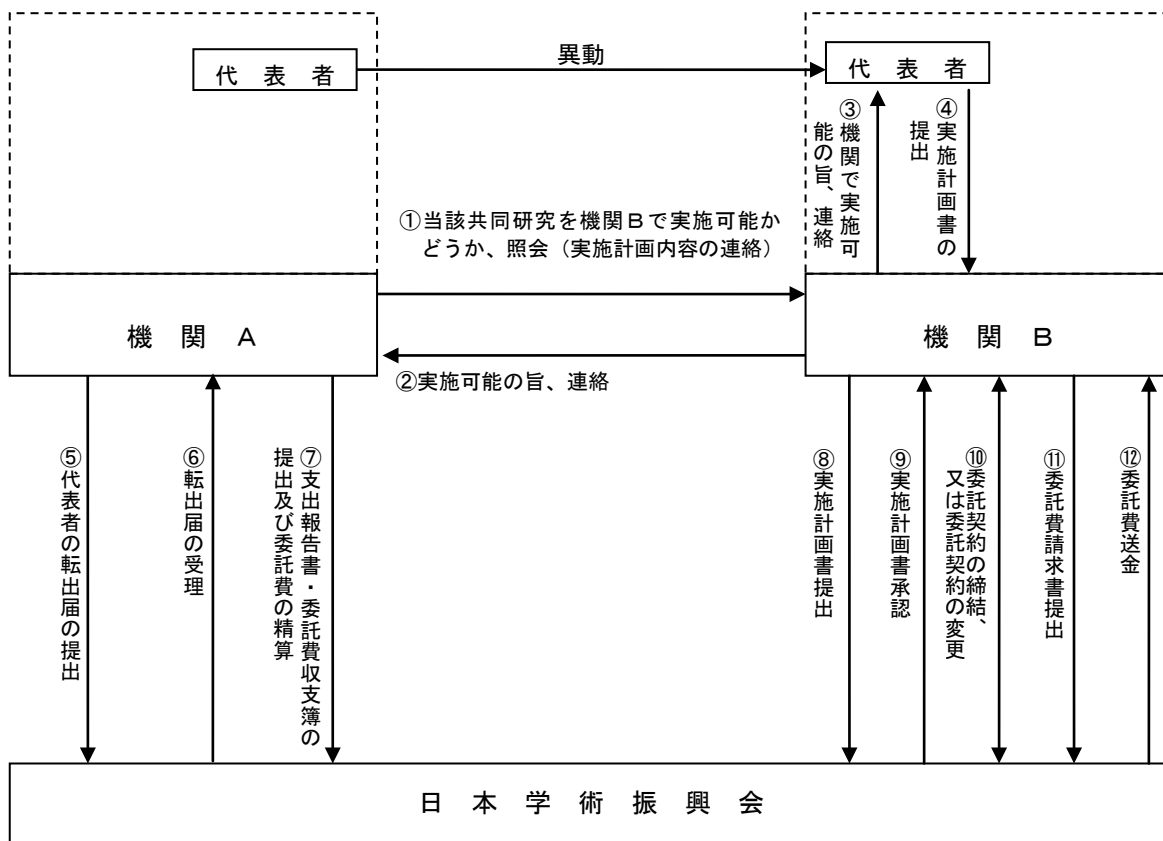 代 表 者
異動
代 表 者
③機関で実施可
能の旨、連絡
④実施計画書の
提出
①当該共同研究を機関Bで実施可能か
どうか、照会（実施計画内容の連絡）
機 関 A
機 関 B
②実施可能の旨、連絡
⑤代表者の転出届の提出
⑥転出届の受理
⑦支出報告書・委託費収支簿の
提出及び委託費の精算
⑧実施計画書提出
⑨実施計画書承認
⑩委託契約の締結、
又は委託契約の変更
⑪委託費請求書提出
⑫委託費送金
日 本 学 術 振 興 会